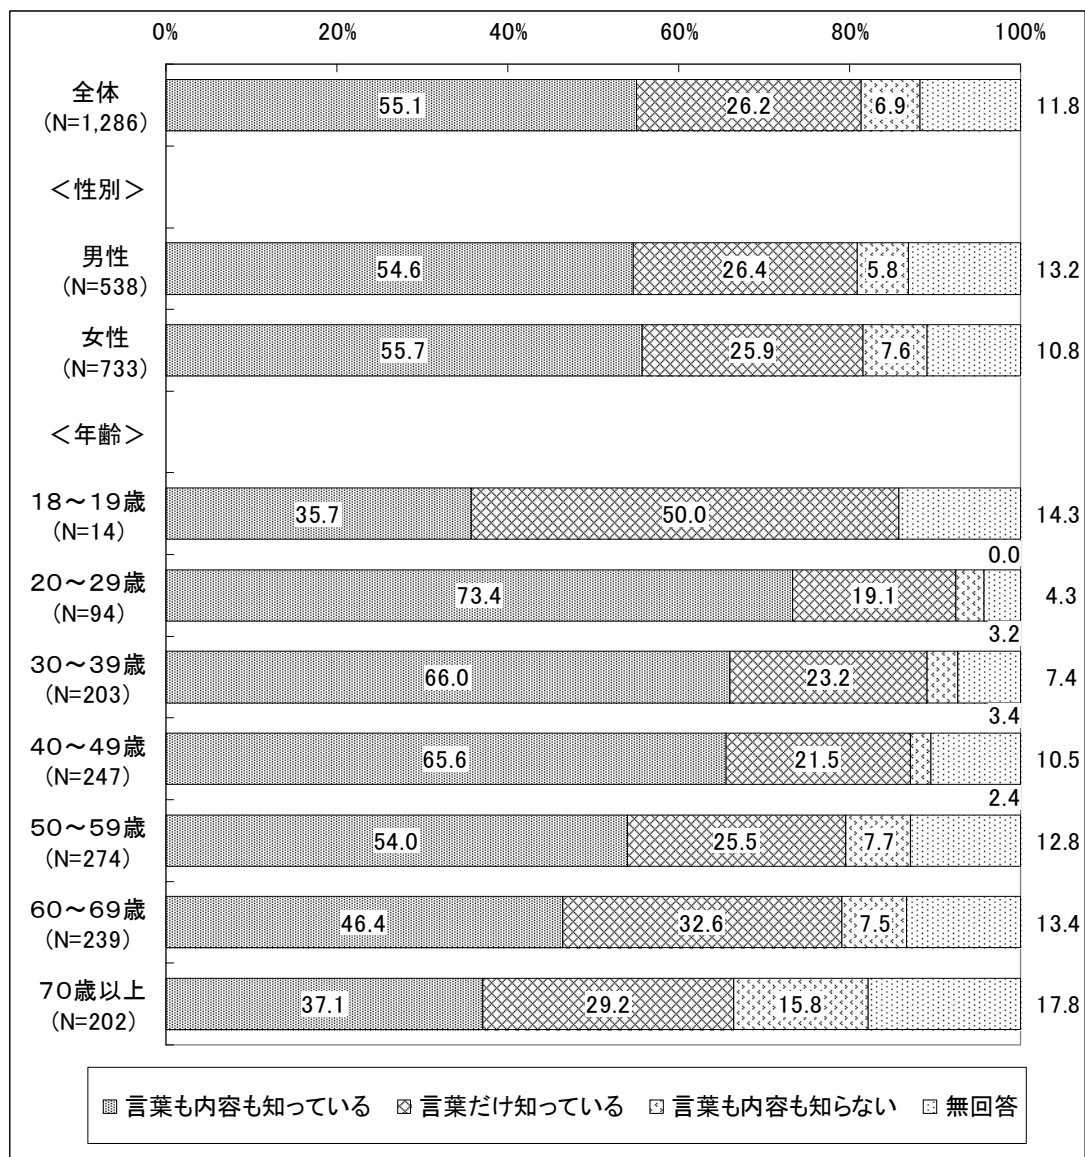 0% 20% 40% 60% 80% 100%
全体
(N=1,286)
55.1 26.2 6.9 11.8
＜性別＞
男性
(N=538)
54.6 26.4 5.8 13.2
女性
(N=733)
55.7 25.9 7.6 10.8
＜年齢＞
18～19歳
(N=14)
35.7 50.0 14.3
0.0
20～29歳
(N=94)
73.4 19.1 4.3
3.2
30～39歳
(N=203)
66.0 23.2 7.4
3.4
40～49歳
(N=247)
65.6 21.5 10.5
2.4
50～59歳
(N=274)
54.0 25.5 7.7 12.8
60～69歳
(N=239)
46.4 32.6 7.5 13.4
70歳以上
(N=202)
37.1 29.2 15.8 17.8
言葉も内容も知っている 言葉だけ知っている 言葉も内容も知らない 無回答